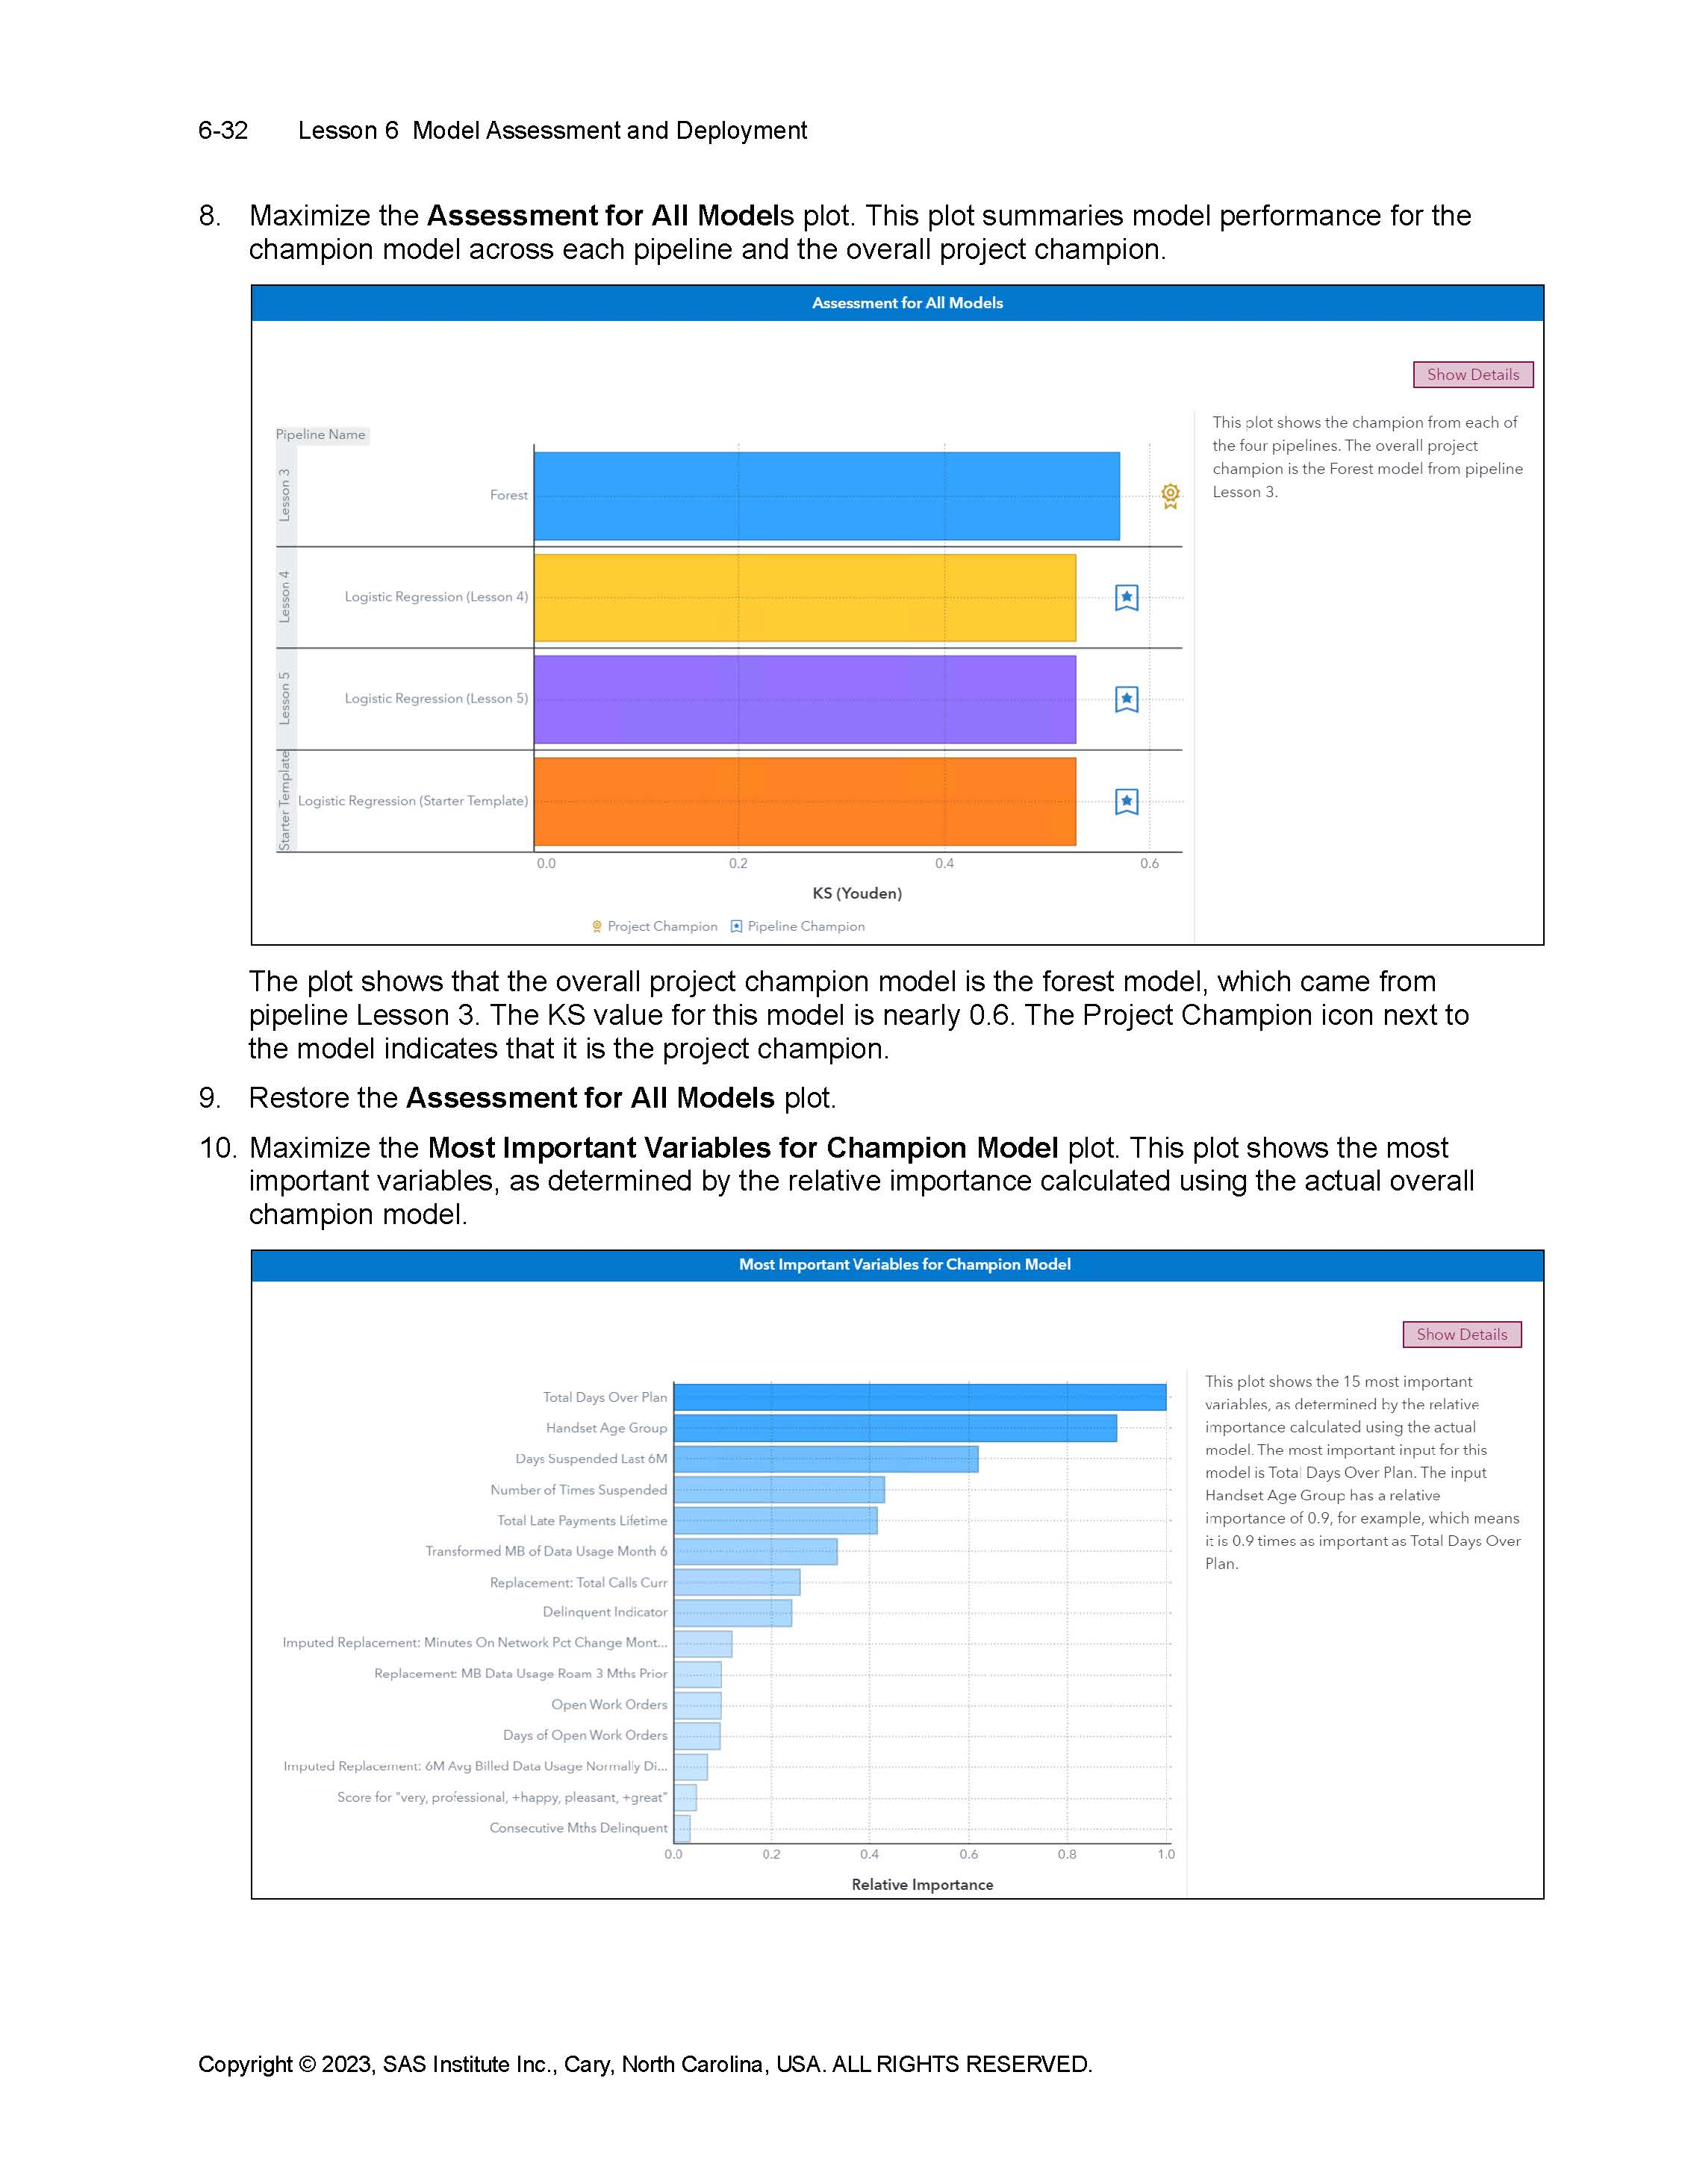 6-32 Lesson 6 Model Assessment and Deployment
8. Maximize the Assessment for All Models plot. This plot summaries model performance for the
champion model across each pipeline and the overall project champion.
Assessment for All Models
Show Details
Pipeline Name
Lesson 3
Forest
Lesson 4
Logistic Regression (Lesson 4)
Lesson 5
Logistic Regression (Lesson 5)
Starter Template
Logistic Regression (Starter Template)
0.0 0.2 0.4 0.6
KS (Youden)
Project Champion Pipeline Champion
This plot shows the champion from each of
the four pipelines. The overall project
champion is the Forest model from pipeline
Lesson 3.
The plot shows that the overall project champion model is the forest model, which came from
pipeline Lesson 3. The KS value for this model is nearly 0.6. The Project Champion icon next to
the model indicates that it is the project champion.
9. Restore the Assessment for All Models plot.
10. Maximize the Most Important Variables for Champion Model plot. This plot shows the most
important variables, as determined by the relative importance calculated using the actual overall
champion model.
Most Important Variables for Champion Model
Show Details
Total Days Over Plan
Handset Age Group
Days Suspended Last 6M
Number of Times Suspended
Total Late Payments Lifetime
Transformed MB of Data Usage Month 6
Replacement: Total Calls Curr
Delinquent Indicator
Imputed Replacement: Minutes On Network Pct Change Mont...
Replacement: MB Data Usage Roam 3 Mths Prior
Open Work Orders
Days of Open Work Orders
Imputed Replacement: 6M Avg Billed Data Usage Normally Di...
Score for "very, professional, +happy, pleasant, +great"
Consecutive Mths Delinquent
0.0 0.2 0.4 0.6 0.8 1.0
Relative Importance
This plot shows the 15 most important
variables, as determined by the relative
importance calculated using the actual
model. The most important input for this
model is Total Days Over Plan. The input
Handset Age Group has a relative
importance of 0.9, for example, which means
it is 0.9 times as important as Total Days Over
Plan.
Copyright © 2023, SAS Institute Inc., Cary, North Carolina, USA. ALL RIGHTS RESERVED.